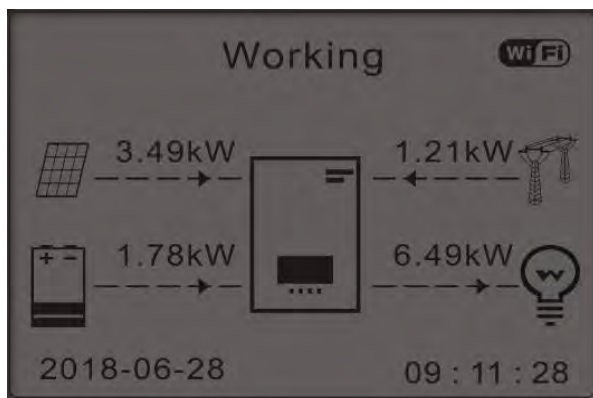 Working
WiFi
3.49kW
1.21kW
+ -
1.78kW
6.49kW
2018-06-28
09 : 11 : 28